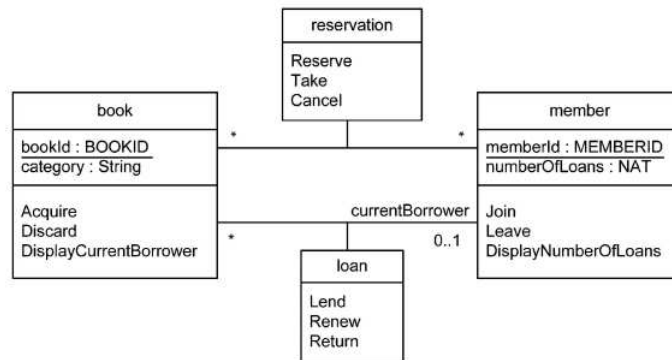 reservation
Reserve
Take
Cancel
book
bookId : BOOKID
category : String
Acquire
Discard
DisplayCurrentBorrower
*
*
member
memberId : MEMBERID
numberOfLoans : NAT
Join
Leave
DisplayNumberOfLoans
currentBorrower
*
0..1
loan
Lend
Renew
Return